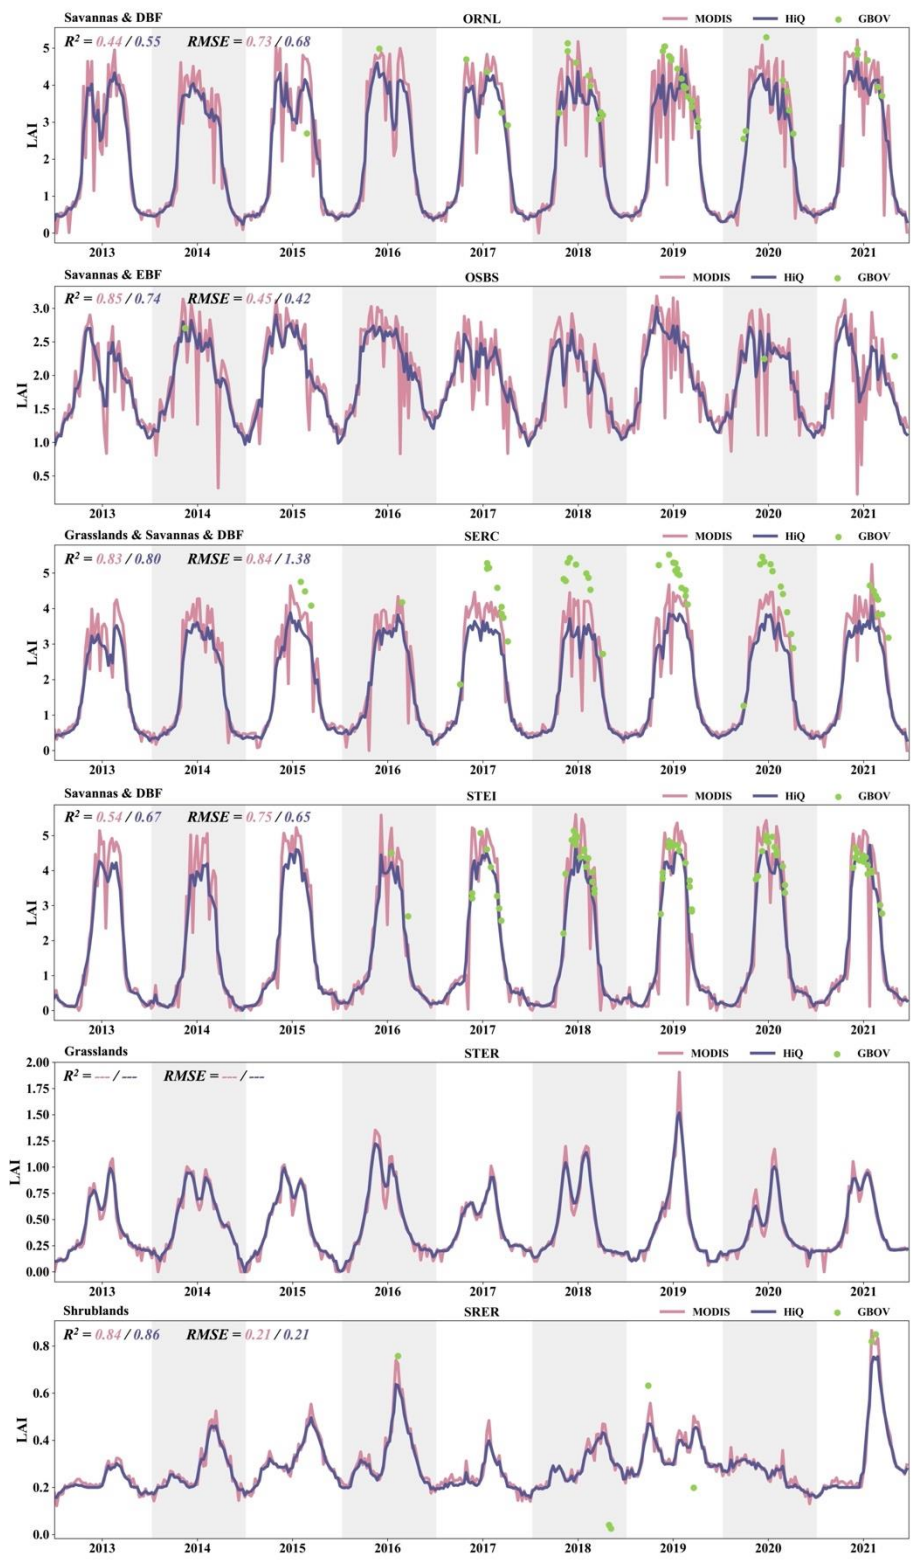 Savannas & DBF ORNL MODIS HiQ GBOV
R² = 0.44 / 0.55 RMSE = 0.73 / 0.68
5
4
3
2
1
0
LAI
2013 2014 2015 2016 2017 2018 2019 2020 2021
Savannas & EBF OSBS MODIS HiQ GBOV
R² = 0.85 / 0.74 RMSE = 0.45 / 0.42
3.0
2.5
2.0
1.5
1.0
0.5
LAI
2013 2014 2015 2016 2017 2018 2019 2020 2021
Grasslands & Savannas & DBF SERC MODIS HiQ GBOV
R² = 0.83 / 0.80 RMSE = 0.84 / 1.38
5
4
3
2
1
0
LAI
2013 2014 2015 2016 2017 2018 2019 2020 2021
Savannas & DBF STEI MODIS HiQ GBOV
R² = 0.54 / 0.67 RMSE = 0.75 / 0.65
5
4
3
2
1
0
LAI
2013 2014 2015 2016 2017 2018 2019 2020 2021
Grasslands STER MODIS HiQ GBOV
R² = --- / --- RMSE = --- / ---
2.00
1.75
1.50
1.25
1.00
0.75
0.50
0.25
0.00
LAI
2013 2014 2015 2016 2017 2018 2019 2020 2021
Shrublands SRER MODIS HiQ GBOV
R² = 0.84 / 0.86 RMSE = 0.21 / 0.21
0.8
0.6
0.4
0.2
0.0
LAI
2013 2014 2015 2016 2017 2018 2019 2020 2021